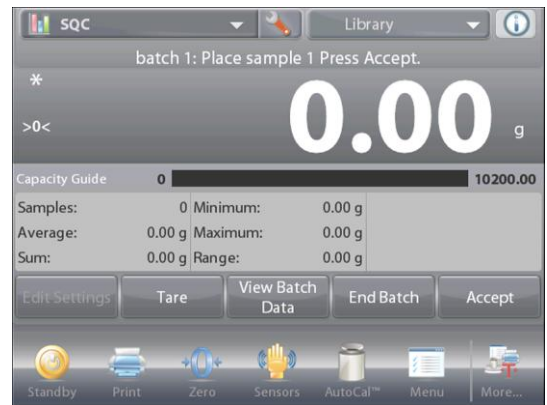 SQC Library
batch 1: Place sample 1 Press Accept.
*
>0< 0.00 g
Capacity Guide 0 10200.00
Samples: 0 Minimum: 0.00 g
Average: 0.00 g Maximum: 0.00 g
Sum: 0.00 g Range: 0.00 g
Edit Settings Tare View Batch Data End Batch Accept
Standby Print Zero Sensors AutoCal™ Menu More...